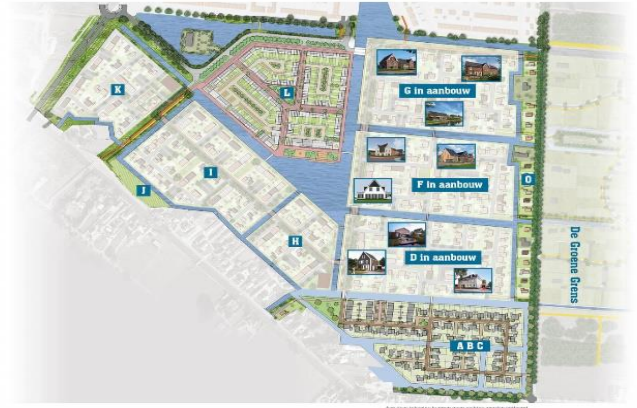 K
L
G in aanbouw
I
J
F in aanbouw
O
H
D in aanbouw
De Groene Grens
A B C